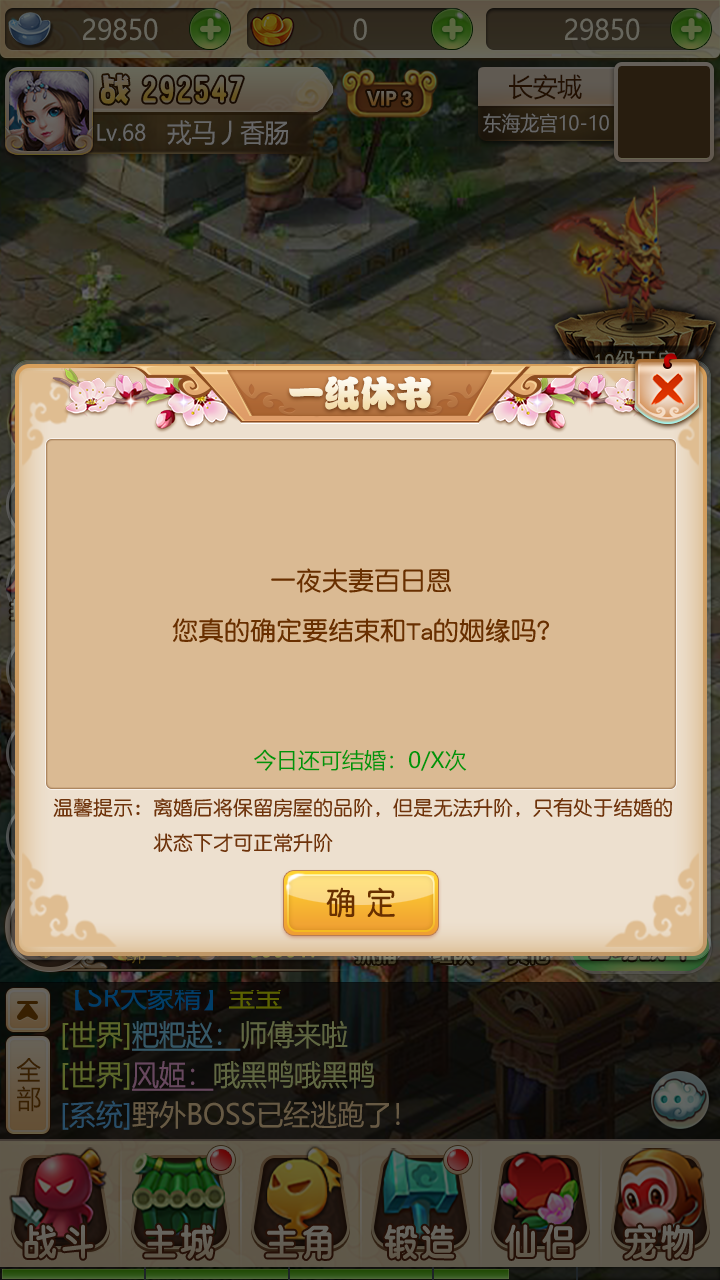 29850
0
29850
战 292547
VIP 3
长安城
Lv.68 戎马丿香肠
东海龙宫10-10
一纸休书
一夜夫妻百日恩
您真的确定要结束和Ta的姻缘吗？
今日还可结婚：0/X次
温馨提示：离婚后将保留房屋的品阶，但是无法升阶，只有处于结婚的
状态下才可正常升阶
确 定
【SR大象精】宝宝
[世界]粑粑赵：师傅来啦
[世界]风姬：哦黑鸭哦黑鸭
全部
[系统]野外BOSS已经逃跑了！
战斗
主城
主角
锻造
仙侣
宠物